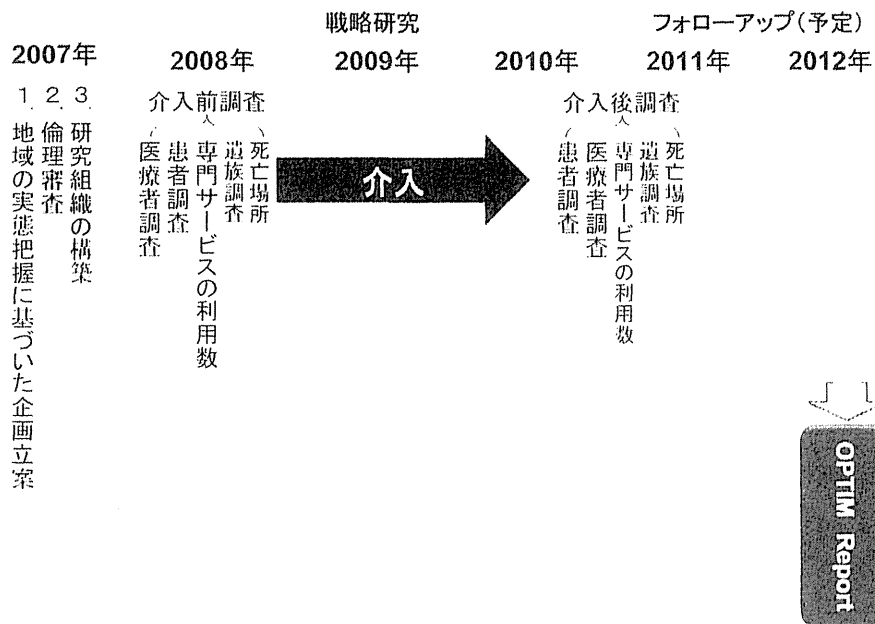 戦略研究
フォローアップ(予定)
2007年
2008年
2009年
2010年
2011年
2012年
1. 地域の実態把握に基づいた企画立案
2. 倫理審査
3. 研究組織の構築
介入前調査
(医療者調査
患者調査
専門サービスの利用数
遺族調査
死亡場所)
介入
介入後調査
(患者調査
医療者調査
専門サービスの利用数
遺族調査
死亡場所)
OPTIM Report